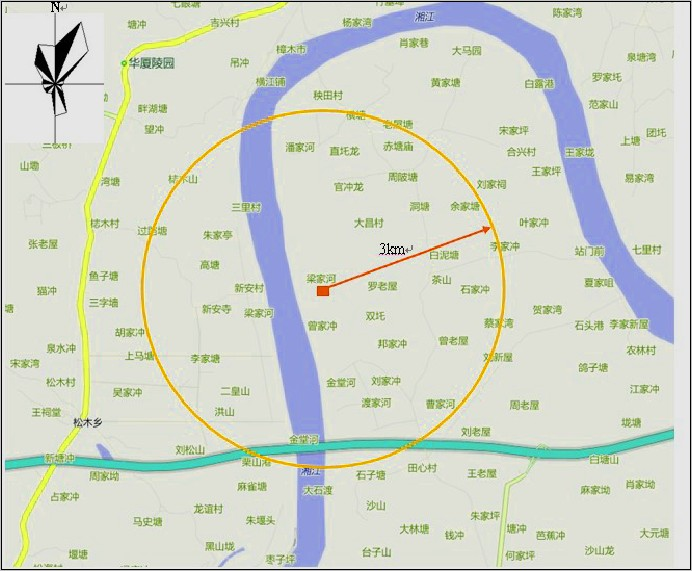 N
湘江
陈家湾
塘冲
吉兴村
杨家湾
肖家巷
大马园
泉塘湾
樟木市
华厦陵园
吊冲
横江铺
黄家塘
白露港
罗家圫
秧田村
畔湖塘
范家山
望冲
横塘
老屋塘
宋家坪
上塘
团圫
潘家河
直圫龙
赤塘庙
合兴村
王家垅
山坳
王家坪
易家湾
湾塘
官冲龙
周陂塘
刘家祠
三里村
洞塘
余家塘
樒木村
大昌村
叶家冲
过路塘
朱家亭
张老屋
3km
李家冲
站门前
七里村
白泥塘
高塘
鱼子塘
梁家河
茶山
夏家咀
猫冲
新安村
罗老屋
石家冲
三字墙
新安寺
梁家河
双圫
贺家湾
胡家冲
曾家冲
蔡家湾
石头港
李家新屋
泉水冲
邦家冲
曾老屋
农林村
上马塘
李家塘
刘新屋
宋家湾
鸽子塘
松木村
金堂河
刘家冲
吴家冲
二皇山
江家冲
渡家河
曹家河
周老屋
王祠堂
洪山
松木乡
垅塘
刘老屋
金堂河
刘松山
新塘冲
栗山港
湘江
田心村
白塘山
周家坳
石子塘
王老屋
麻雀塘
大石渡
麻家坳
肖家坳
占家冲
龙谊村
沙山
马史塘
朱堰头
朱家坪
大林塘
钱冲
塘冲
芭蕉冲
大元塘
黑山垅
堰塘
枣子坪
台子山
何家坪
沙山龙